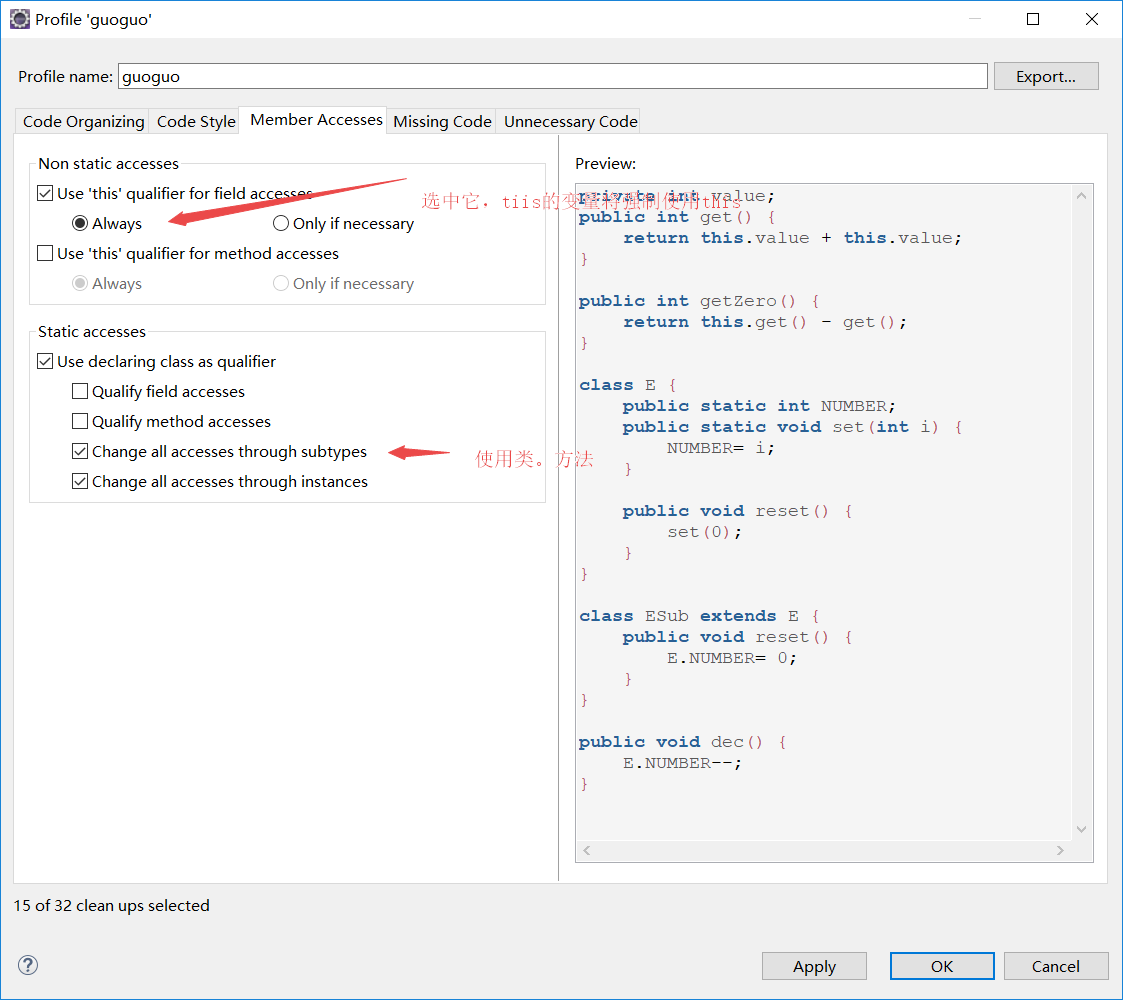 Profile 'guoguo'
Profile name: guoguo Export...
Code Organizing Code Style Member Accesses Missing Code Unnecessary Code
Non static accesses
Use 'this' qualifier for field accesses
Always Only if necessary
Use 'this' qualifier for method accesses
Always Only if necessary
Static accesses
Use declaring class as qualifier
Qualify field accesses
Qualify method accesses
Change all accesses through subtypes
Change all accesses through instances
选中它，tiis的变量将强制使用this
使用类。方法
Preview:
private int value;
public int get() {
return this.value + this.value;
}
public int getZero() {
return this.get() - get();
}
class E {
public static int NUMBER;
public static void set(int i) {
NUMBER= i;
}
public void reset() {
set(0);
}
}
class ESub extends E {
public void reset() {
E.NUMBER= 0;
}
}
public void dec() {
E.NUMBER--;
}
15 of 32 clean ups selected
?
Apply OK Cancel